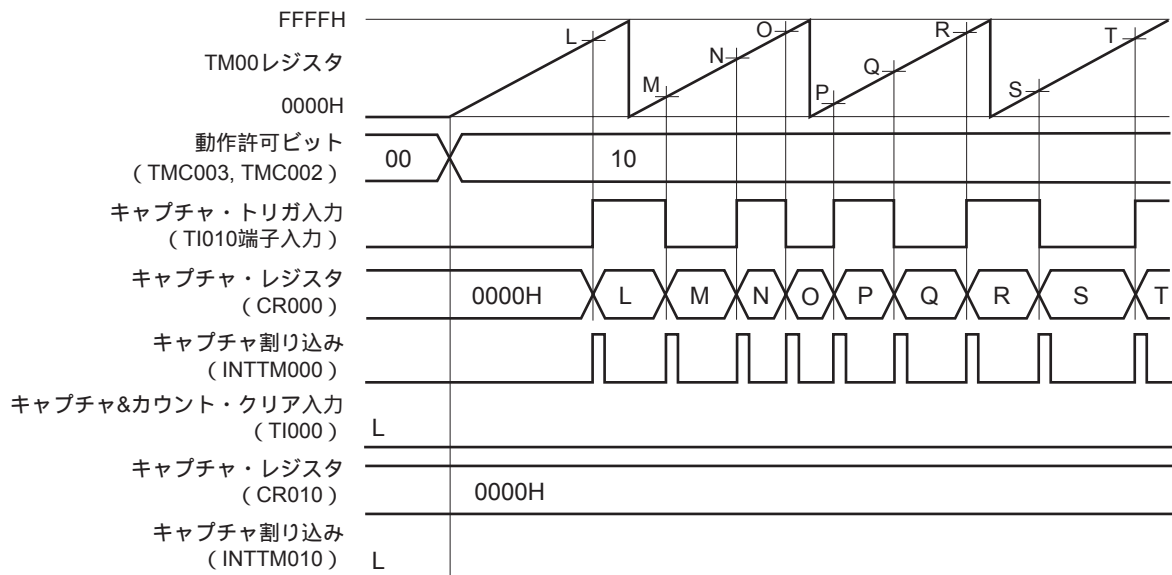 FFFFH
TM00レジスタ
0000H
L M N O P Q R S T
動作許可ビット
（TMC003, TMC002）
00 10
キャプチャ・トリガ入力
（TI010端子入力）
キャプチャ・レジスタ
（CR000）
0000H L M N O P Q R S T
キャプチャ割り込み
（INTTM000）
キャプチャ&カウント・クリア入力
（TI000） L
キャプチャ・レジスタ
（CR010）
0000H
キャプチャ割り込み
（INTTM010） L